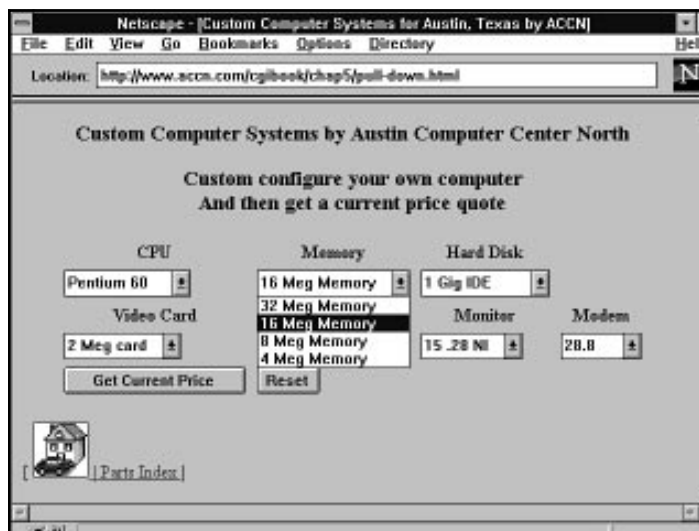 Netscape - [Custom Computer Systems for Austin, Texas by ACCN]
File Edit View Go Bookmarks Options Directory Hel
Location: http://www.accn.com/cgibook/chap5/pull-down.html
N
Custom Computer Systems by Austin Computer Center North
Custom configure your own computer
And then get a current price quote
CPU Memory Hard Disk
Pentium 60 16 Meg Memory 1 Gig IDE
32 Meg Memory
16 Meg Memory
8 Meg Memory
4 Meg Memory
Video Card Monitor Modem
2 Meg card 15 .28 NI 28.8
Get Current Price Reset
[ | Parts Index ]